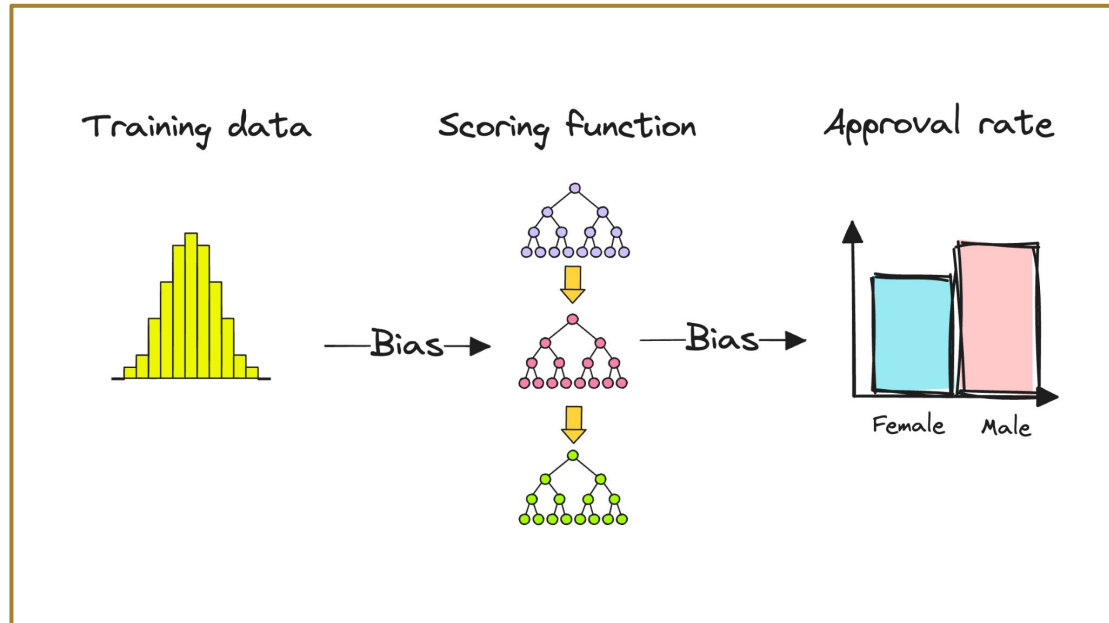 Training data
Scoring function
Approval rate
Bias
Bias
Female
Male